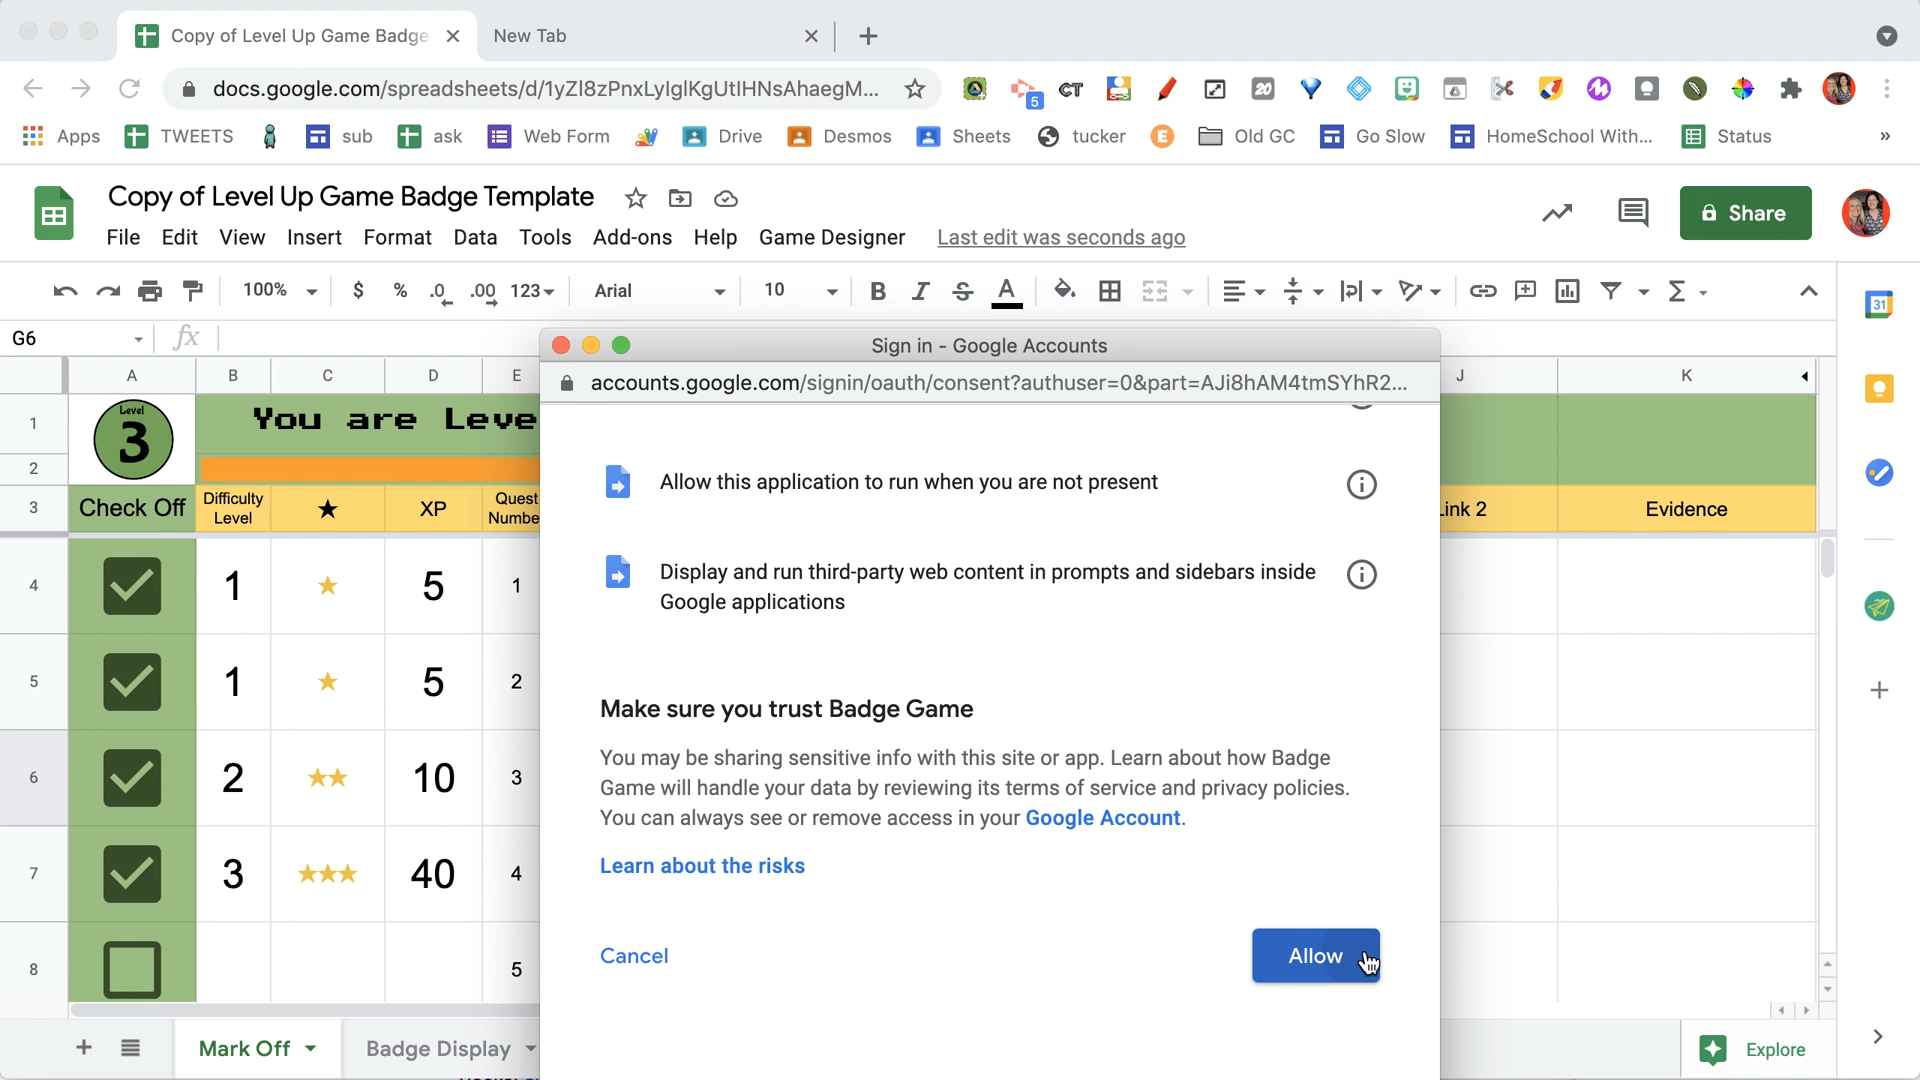 Copy of Level Up Game Badge
New Tab
docs.google.com/spreadsheets/d/1yZI8zPnxLyIglKgUtIHNsAhaegM...
5
CT
20
Apps
TWEETS
sub
ask
Web Form
Drive
Desmos
Sheets
tucker
E
Old GC
Go Slow
HomeSchool With...
Status
»
Copy of Level Up Game Badge Template
Share
File Edit View Insert Format Data Tools Add-ons Help Game Designer Last edit was seconds ago
100% $ % .0 .00 123 Arial 10 B I S A
31
G6
fx
Sign in - Google Accounts
accounts.google.com/signin/oauth/consent?authuser=0&part=AJi8hAM4tmSYhR2...
A B C D E J K
1
Level
3
You are Leve
2
3
Check Off
Difficulty Level
★
XP
Quest Numbe
Link 2
Evidence
4 1 ★ 5 1
5 1 ★ 5 2
6 2 ★★ 10 3
7 3 ★★★ 40 4
8 5
Allow this application to run when you are not present
Display and run third-party web content in prompts and sidebars inside
Google applications
Make sure you trust Badge Game
You may be sharing sensitive info with this site or app. Learn about how Badge
Game will handle your data by reviewing its terms of service and privacy policies.
You can always see or remove access in your Google Account.
Learn about the risks
Cancel
Allow
Mark Off
Badge Display
Explore